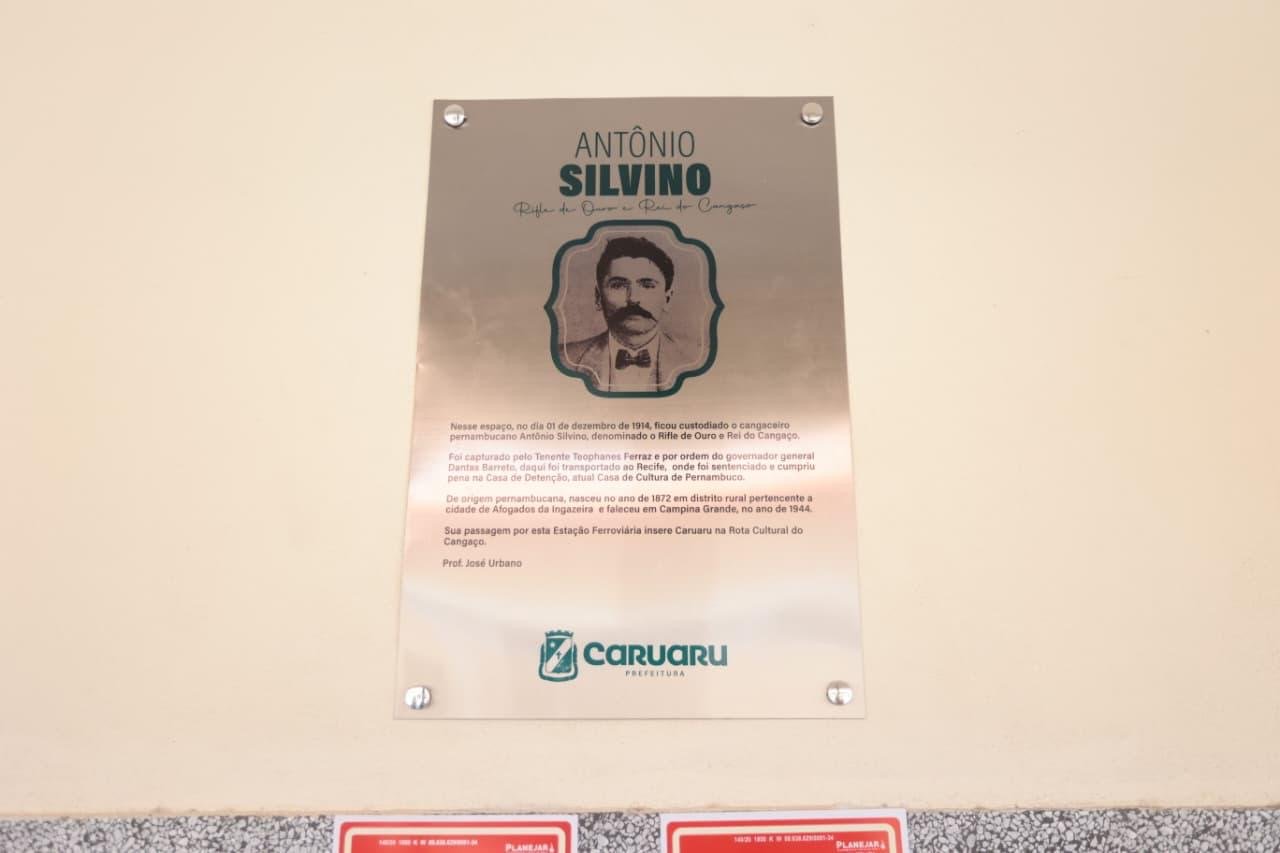 ANTÔNIO
SILVINO
Rifle de Ouro e Rei do Cangaço
Nesse espaço, no dia 01 de dezembro de 1914, ficou custodiado o cangaceiro
pernambucano Antônio Silvino, denominado o Rifle de Ouro e Rei do Cangaço.
Foi capturado pelo Tenente Teophanes Ferraz e por ordem do governador general
Dantas Barreto, daqui foi transportado ao Recife, onde foi sentenciado e cumpriu
pena na Casa de Detenção, atual Casa de Cultura de Pernambuco.
De origem pernambucana, nasceu no ano de 1872 em distrito rural pertencente a
cidade de Afogados da Ingazeira e faleceu em Campina Grande, no ano de 1944.
Sua passagem por esta Estação Ferroviária insere Caruaru na Rota Cultural do
Cangaço.
Prof. José Urbano
CARUARU
PREFEITURA
PLANEJAR
PLANEJAR